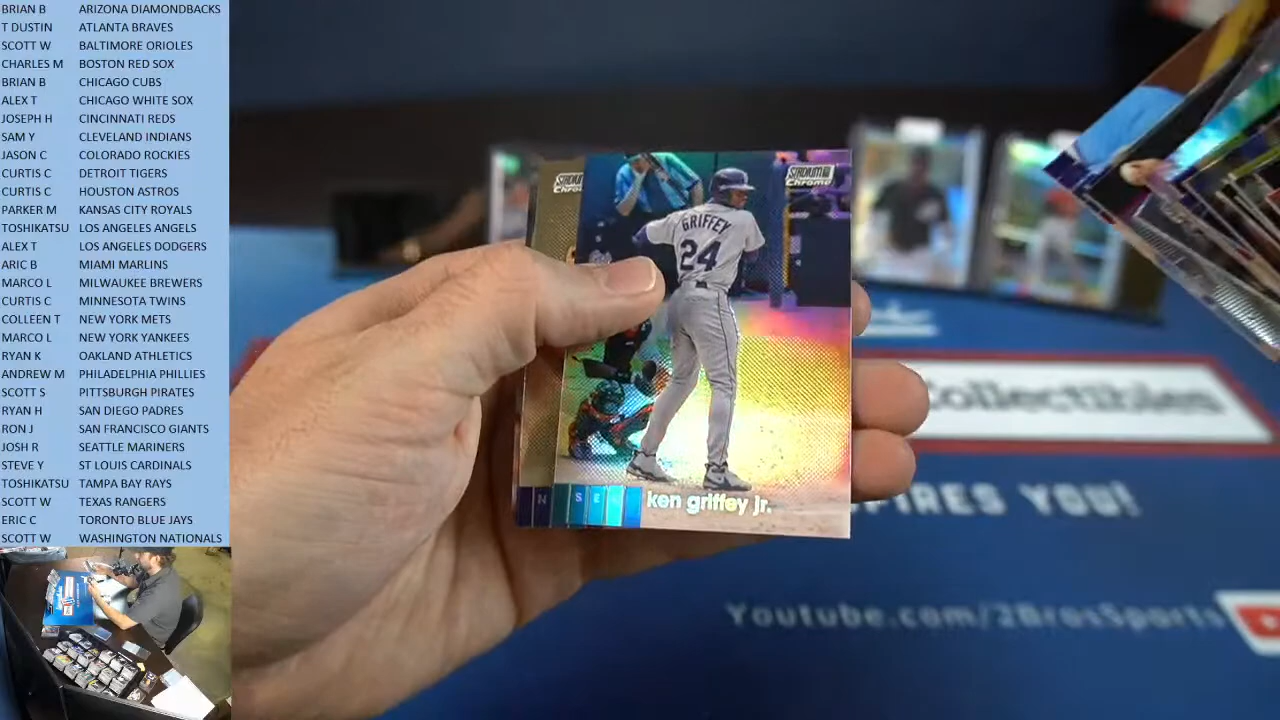 BRIAN B ARIZONA DIAMONDBACKS
T DUSTIN ATLANTA BRAVES
SCOTT W BALTIMORE ORIOLES
CHARLES M BOSTON RED SOX
BRIAN B CHICAGO CUBS
ALEX T CHICAGO WHITE SOX
JOSEPH H CINCINNATI REDS
SAM Y CLEVELAND INDIANS
JASON C COLORADO ROCKIES
CURTIS C DETROIT TIGERS
CURTIS C HOUSTON ASTROS
PARKER M KANSAS CITY ROYALS
TOSHIKATSU LOS ANGELES ANGELS
ALEX T LOS ANGELES DODGERS
ARIC B MIAMI MARLINS
MARCO L MILWAUKEE BREWERS
CURTIS C MINNESOTA TWINS
COLLEEN T NEW YORK METS
MARCO L NEW YORK YANKEES
RYAN K OAKLAND ATHLETICS
ANDREW M PHILADELPHIA PHILLIES
SCOTT S PITTSBURGH PIRATES
RYAN H SAN DIEGO PADRES
RON J SAN FRANCISCO GIANTS
JOSH R SEATTLE MARINERS
STEVE Y ST LOUIS CARDINALS
TOSHIKATSU TAMPA BAY RAYS
SCOTT W TEXAS RANGERS
ERIC C TORONTO BLUE JAYS
SCOTT W WASHINGTON NATIONALS
STADIUM
Chro
STADIUM
Chrome
GRIFFEY
24
N S E
ken griffey jr.
Collectibles
SPIRES YOU!
Youtube.com/2BrosSports